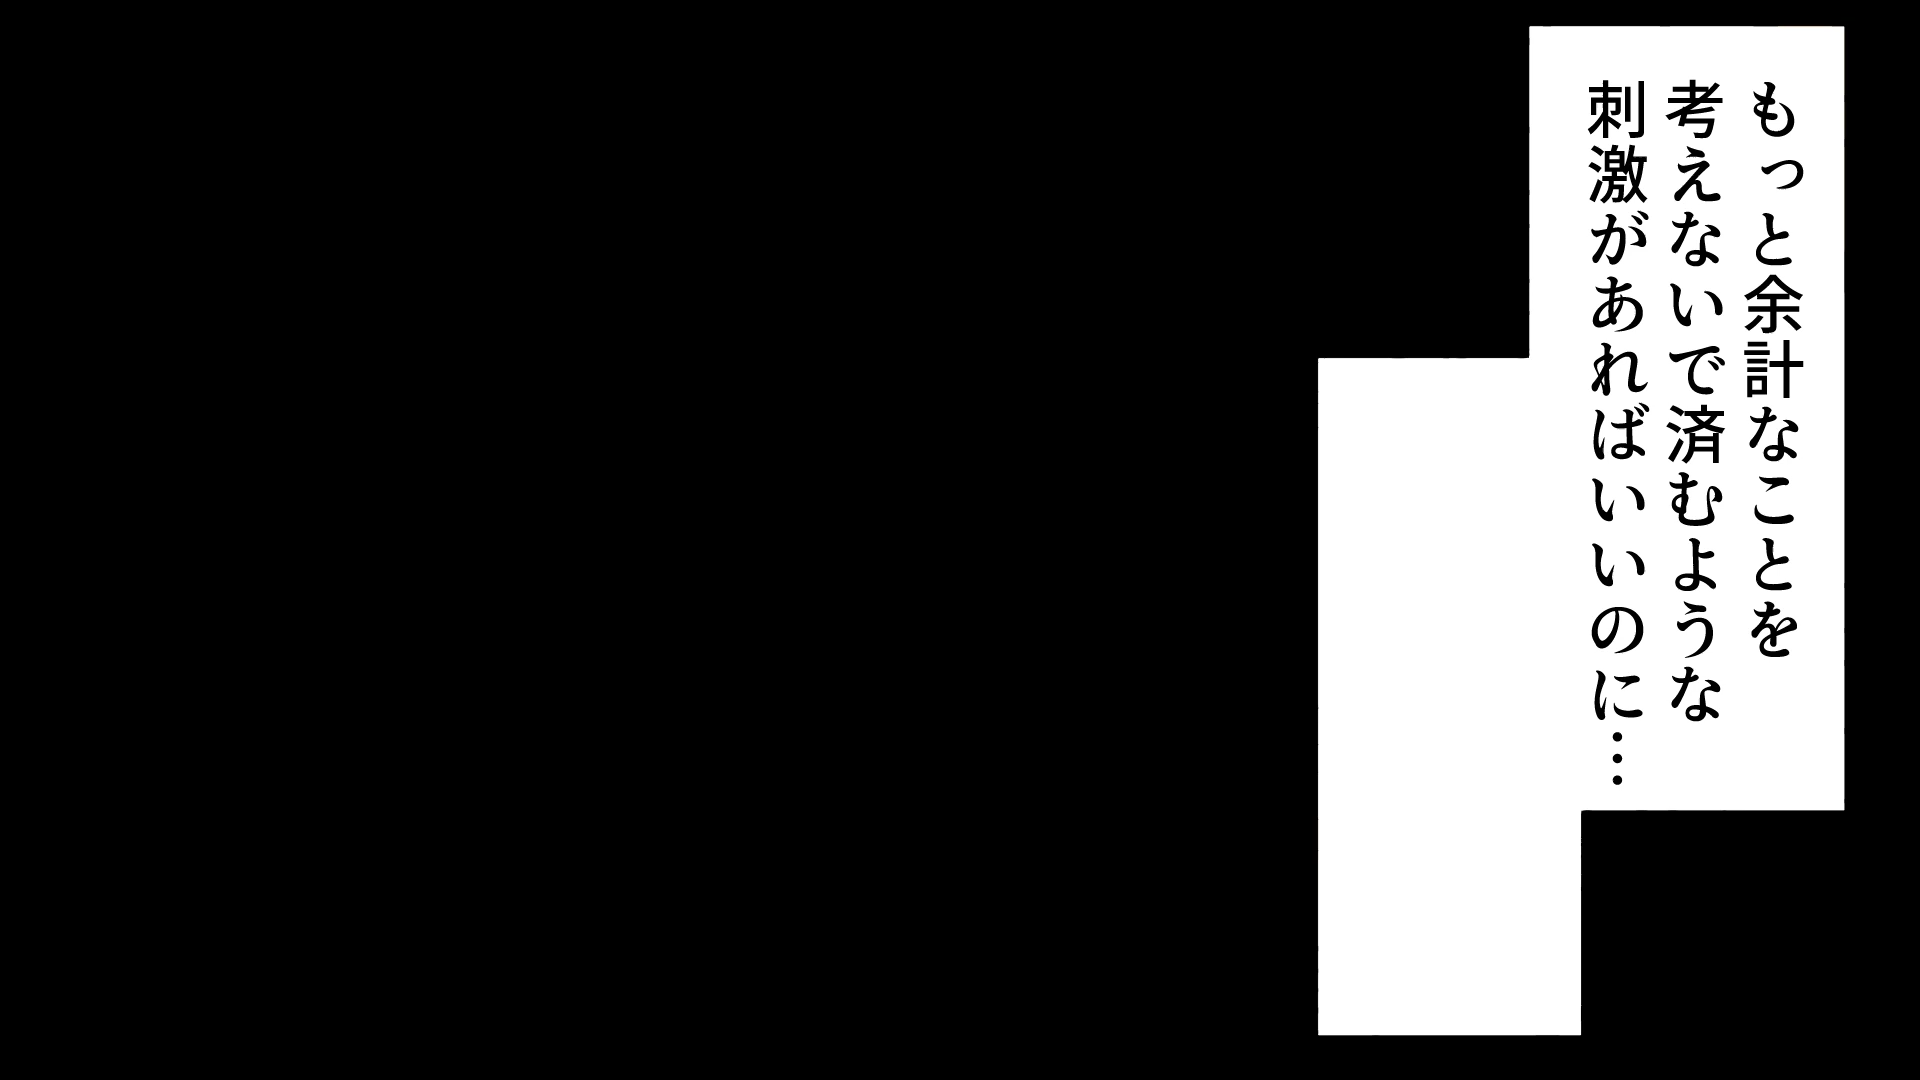 もっと余計なことを
考えないで済むような
刺激があればいいのに…